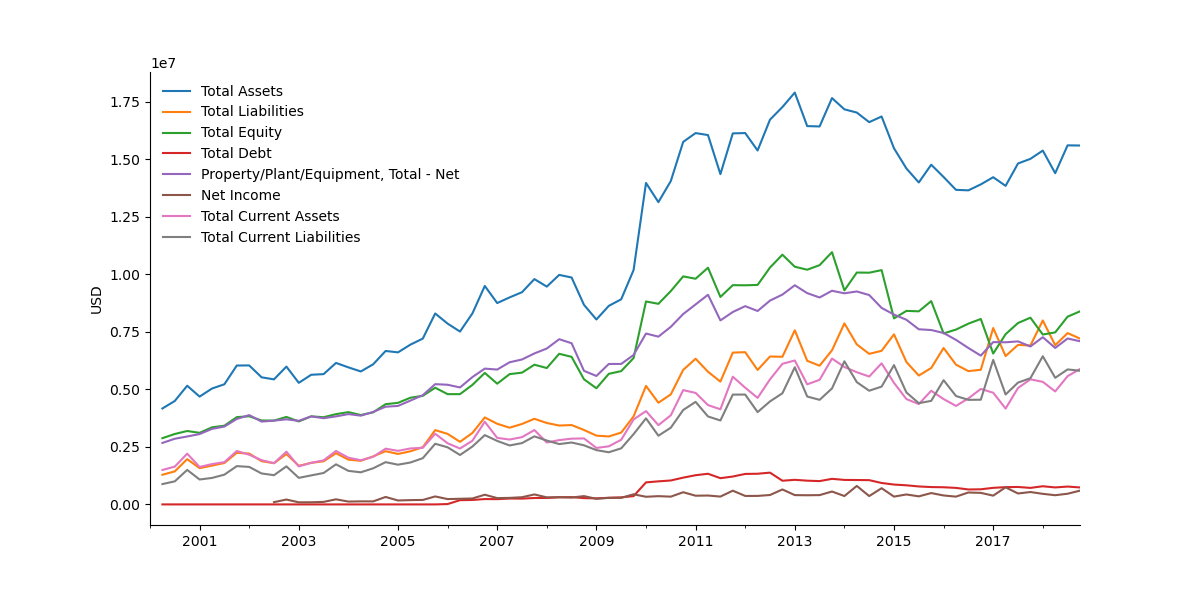 1e7
1.75
1.50
1.25
1.00
0.75
0.50
0.25
0.00
USD
Total Assets
Total Liabilities
Total Equity
Total Debt
Property/Plant/Equipment, Total - Net
Net Income
Total Current Assets
Total Current Liabilities
2001 2003 2005 2007 2009 2011 2013 2015 2017